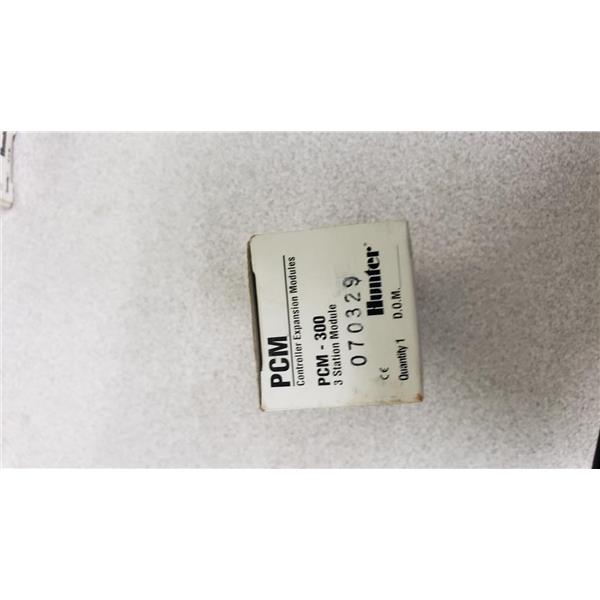 PCM
Controller Expansion Modules
PCM - 300
3 Station Module
070329
Hunter®
CE
Quantity 1 D.O.M.